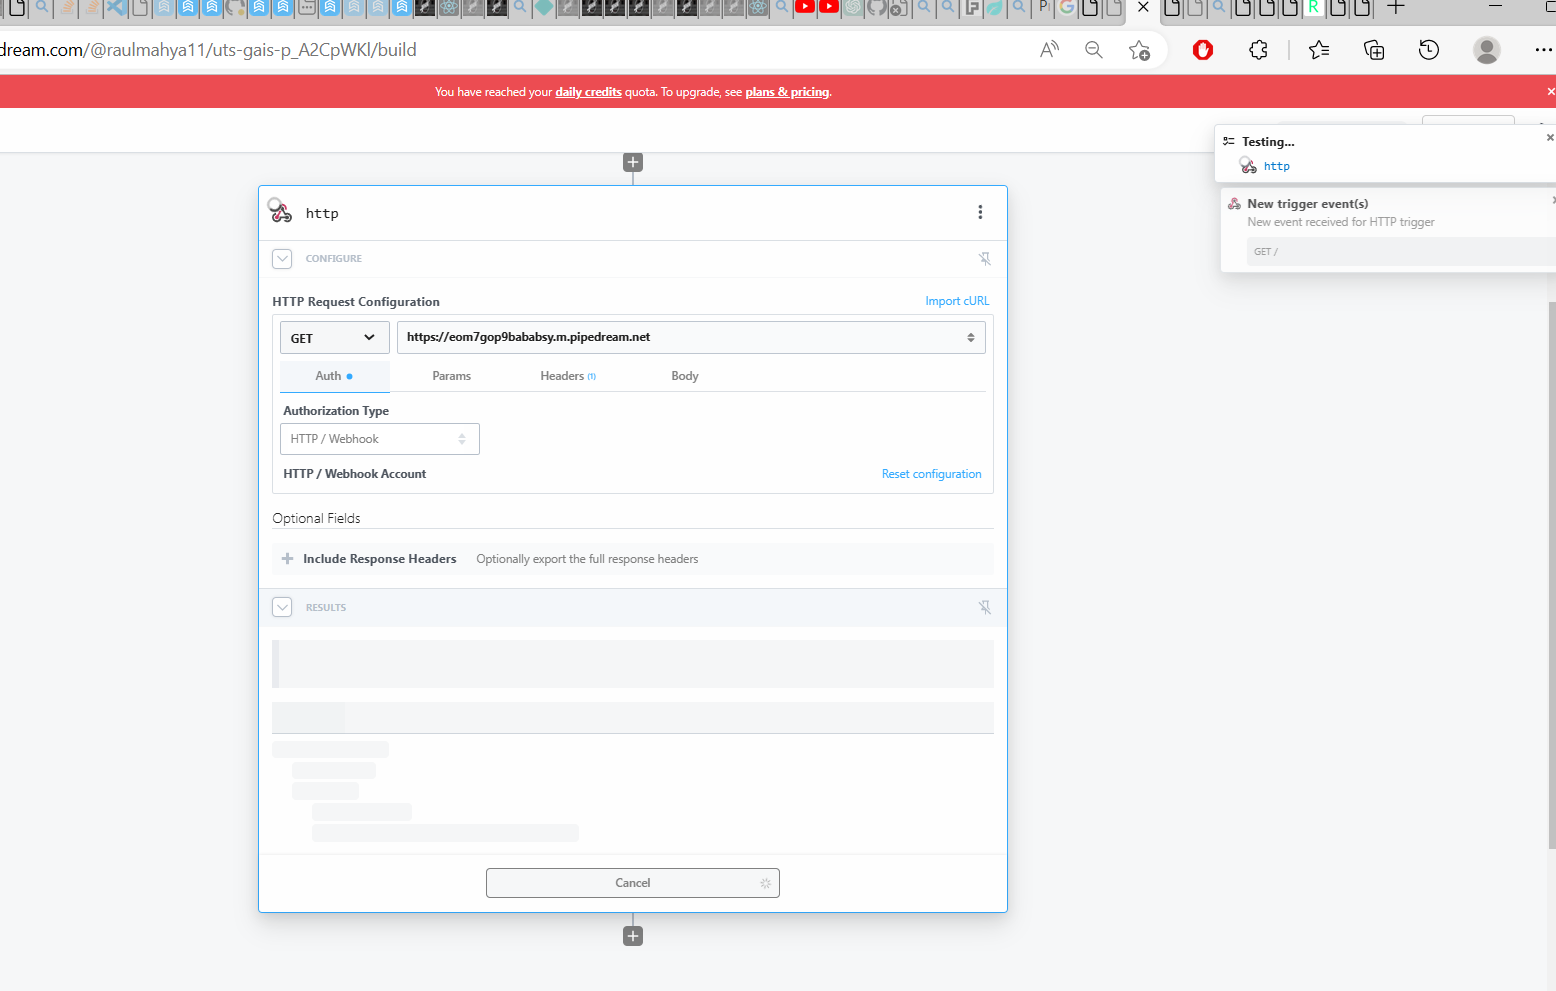 dream.com/@raulmahya11/uts-gais-p_A2CpWKl/build
You have reached your daily credits quota. To upgrade, see plans & pricing.
Testing...
http
New trigger event(s)
New event received for HTTP trigger
GET /
http
CONFIGURE
HTTP Request Configuration
Import cURL
GET
https://eom7gop9bababsy.m.pipedream.net
Auth
Params
Headers (1)
Body
Authorization Type
HTTP / Webhook
HTTP / Webhook Account
Reset configuration
Optional Fields
Include Response Headers
Optionally export the full response headers
RESULTS
Cancel